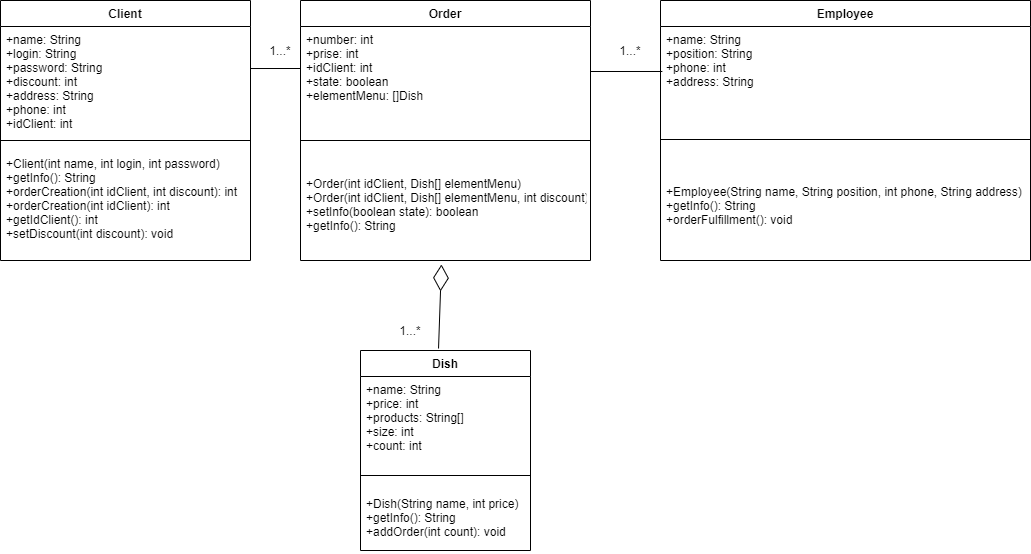 Client
+name: String
+login: String
+password: String
+discount: int
+address: String
+phone: int
+idClient: int
+Client(int name, int login, int password)
+getInfo(): String
+orderCreation(int idClient, int discount): int
+orderCreation(int idClient): int
+getIdClient(): int
+setDiscount(int discount): void
1...*
Order
+number: int
+prise: int
+idClient: int
+state: boolean
+elementMenu: []Dish
+Order(int idClient, Dish[] elementMenu)
+Order(int idClient, Dish[] elementMenu, int discount)
+setInfo(boolean state): boolean
+getInfo(): String
1...*
Employee
+name: String
+position: String
+phone: int
+address: String
+Employee(String name, String position, int phone, String address)
+getInfo(): String
+orderFulfillment(): void
1...*
Dish
+name: String
+price: int
+products: String[]
+size: int
+count: int
+Dish(String name, int price)
+getInfo(): String
+addOrder(int count): void